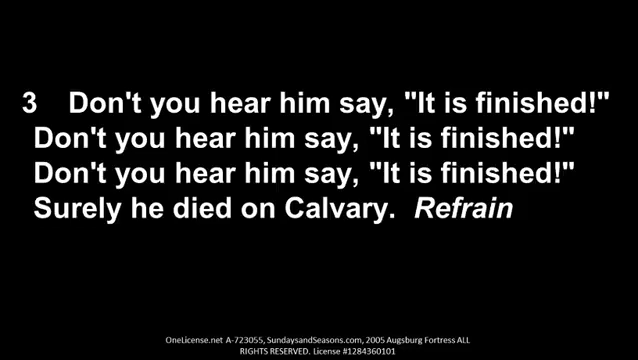 3 Don't you hear him say, "It is finished!"
Don't you hear him say, "It is finished!"
Don't you hear him say, "It is finished!"
Surely he died on Calvary. Refrain
OneLicense.net A-723055, SundaysandSeasons.com, 2005 Augsburg Fortress ALL
RIGHTS RESERVED. License #1284360101